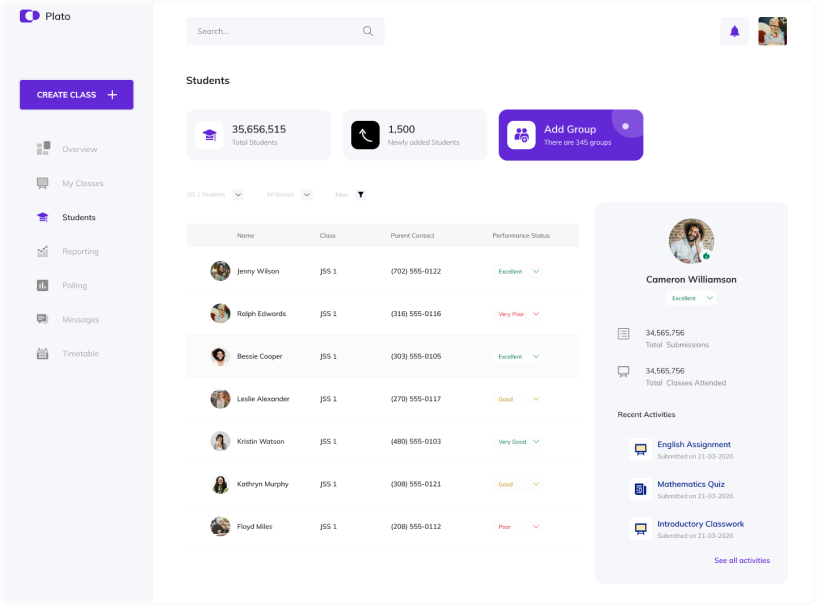 Plato
Search...
CREATE CLASS
Overview
My Classes
Students
Reporting
Polling
Messages
Timetable
Students
35,656,515
Total Students
1,500
Newly added Students
Add Group
There are 345 groups
JSS 1 Students
All Groups
Filter
Name Class Parent Contact Performance Status
Jenny Wilson JSS 1 (702) 555-0122 Excellent
Ralph Edwards JSS 1 (316) 555-0116 Very Poor
Bessie Cooper JSS 1 (303) 555-0105 Excellent
Leslie Alexander JSS 1 (270) 555-0117 Good
Kristin Watson JSS 1 (480) 555-0103 Very Good
Kathryn Murphy JSS 1 (308) 555-0121 Good
Floyd Miles JSS 1 (208) 555-0112 Poor
Cameron Williamson
Excellent
34,565,756
Total Submissions
34,565,756
Total Classes Attended
Recent Activities
English Assignment
Submitted on 21-03-2020
Mathematics Quiz
Submitted on 21-03-2020
Introductory Classwork
Submitted on 21-03-2020
See all activities